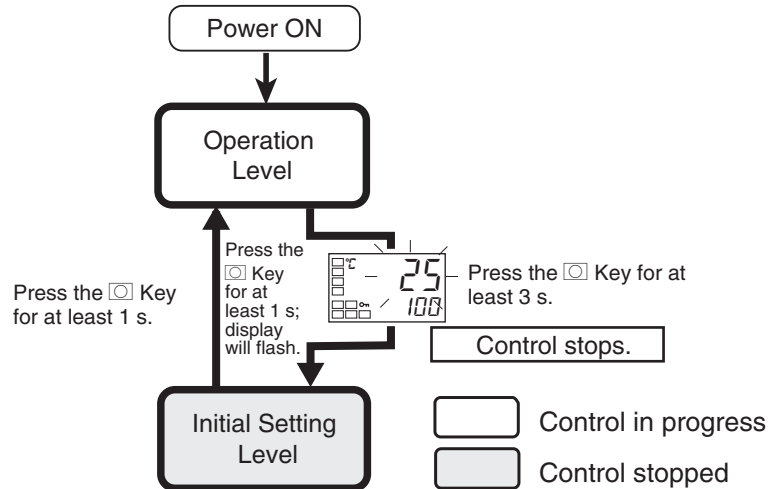 Power ON
Operation
Level
Press the
Key
for at
least 1 s;
display
will flash.
°C
25
100
Press the Key for at
least 3 s.
Press the Key
for at least 1 s.
Control stops.
Initial Setting
Level
Control in progress
Control stopped